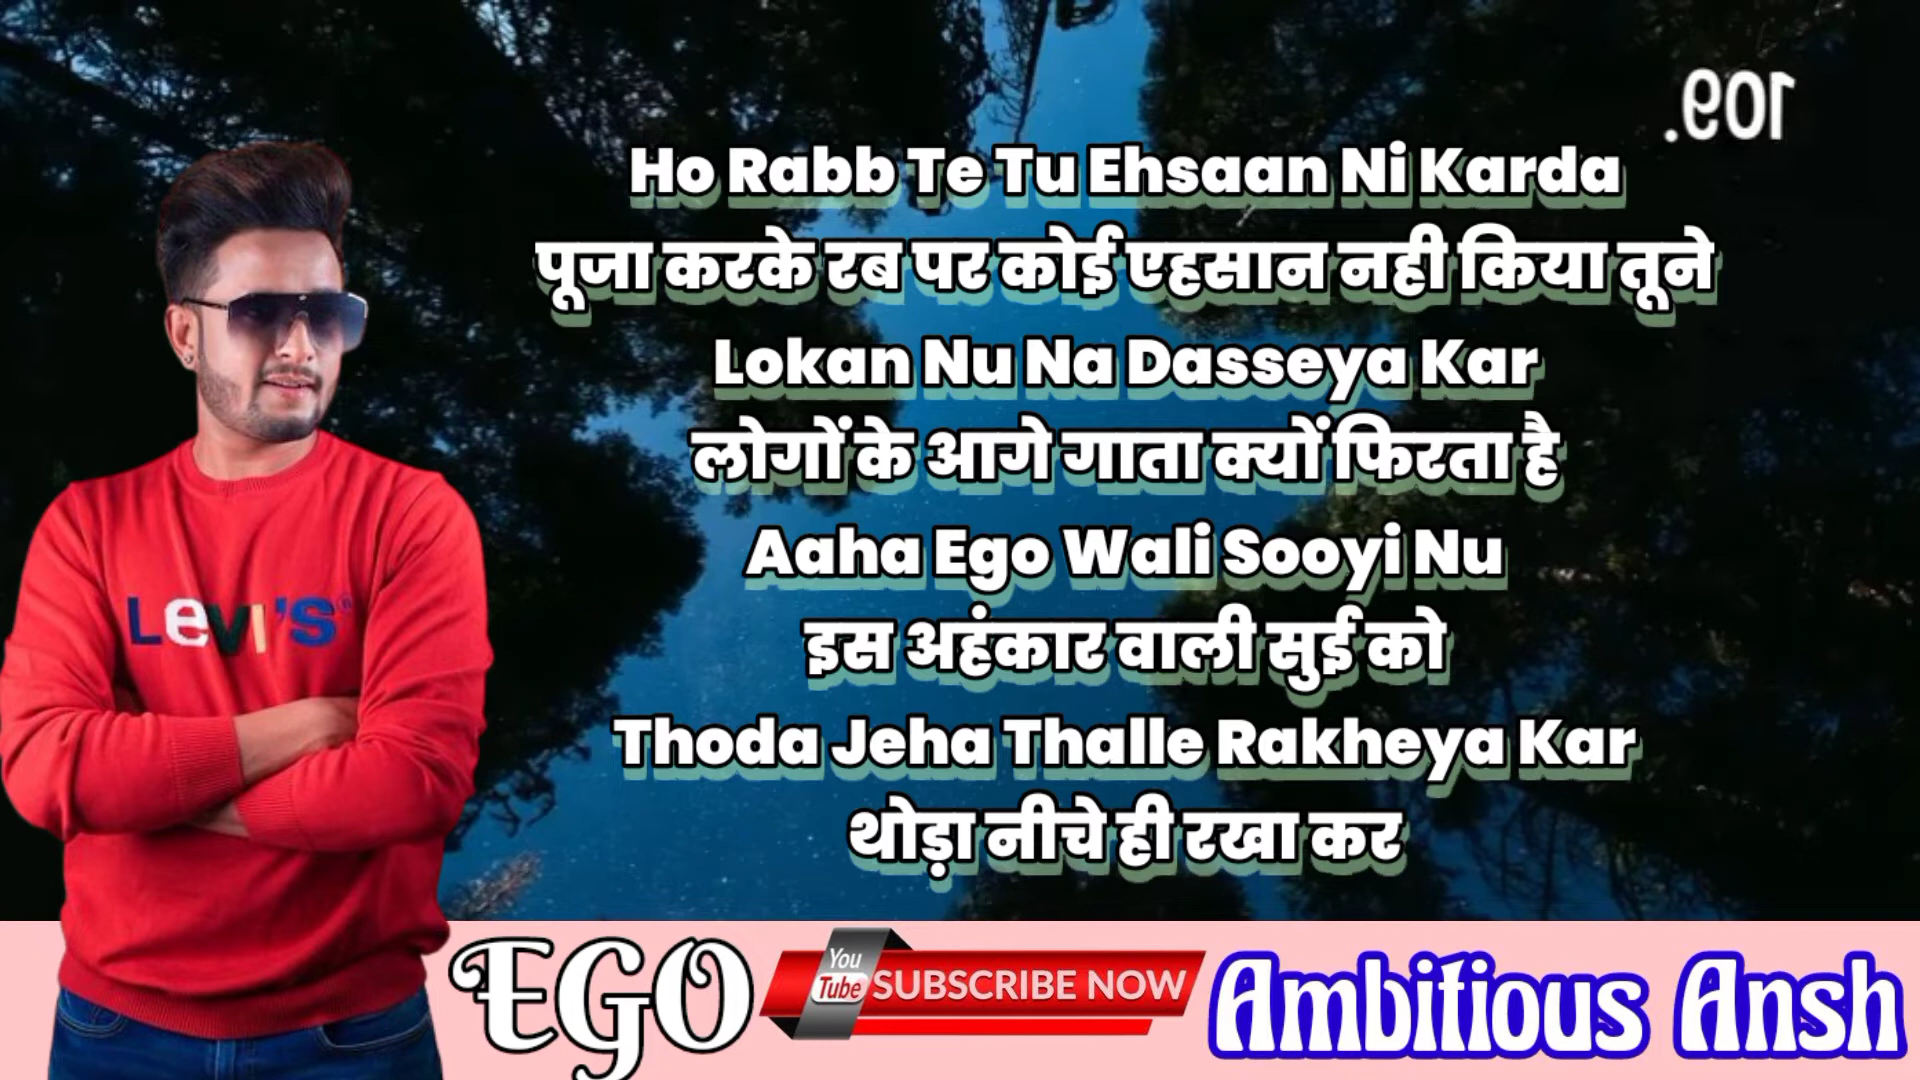 109.
Ho Rabb Te Tu Ehsaan Ni Karda
पूजा करके रब पर कोई एहसान नही किया तूने
Lokan Nu Na Dasseya Kar
लोगों के आगे गाता क्यों फिरता है
Aaha Ego Wali Sooyi Nu
इस अहंकार वाली सुई को
Thoda Jeha Thalle Rakheya Kar
थोड़ा नीचे ही रखा कर
LEVI'S
EGO
You Tube SUBSCRIBE NOW
Ambitious Ansh